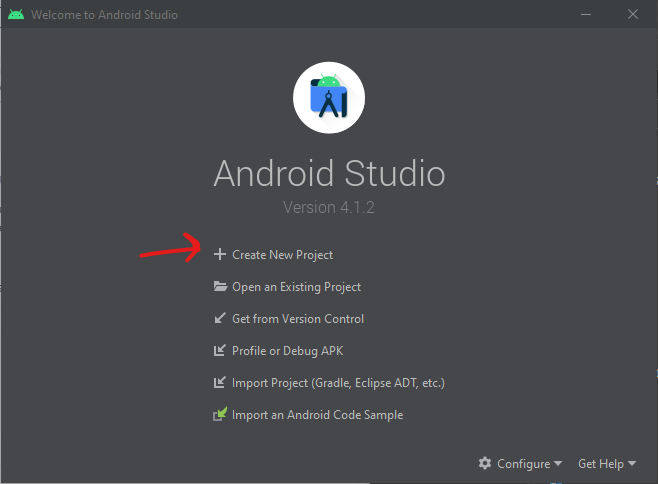 Welcome to Android Studio
Android Studio
Version 4.1.2
Create New Project
Open an Existing Project
Get from Version Control
Profile or Debug APK
Import Project (Gradle, Eclipse ADT, etc.)
Import an Android Code Sample
Configure Get Help